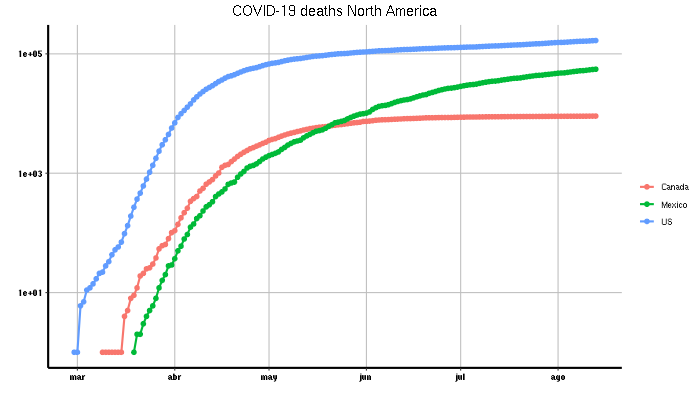 COVID-19 deaths North America
1e+05
1e+03
1e+01
mar abr may jun jul ago
Canada
Mexico
US